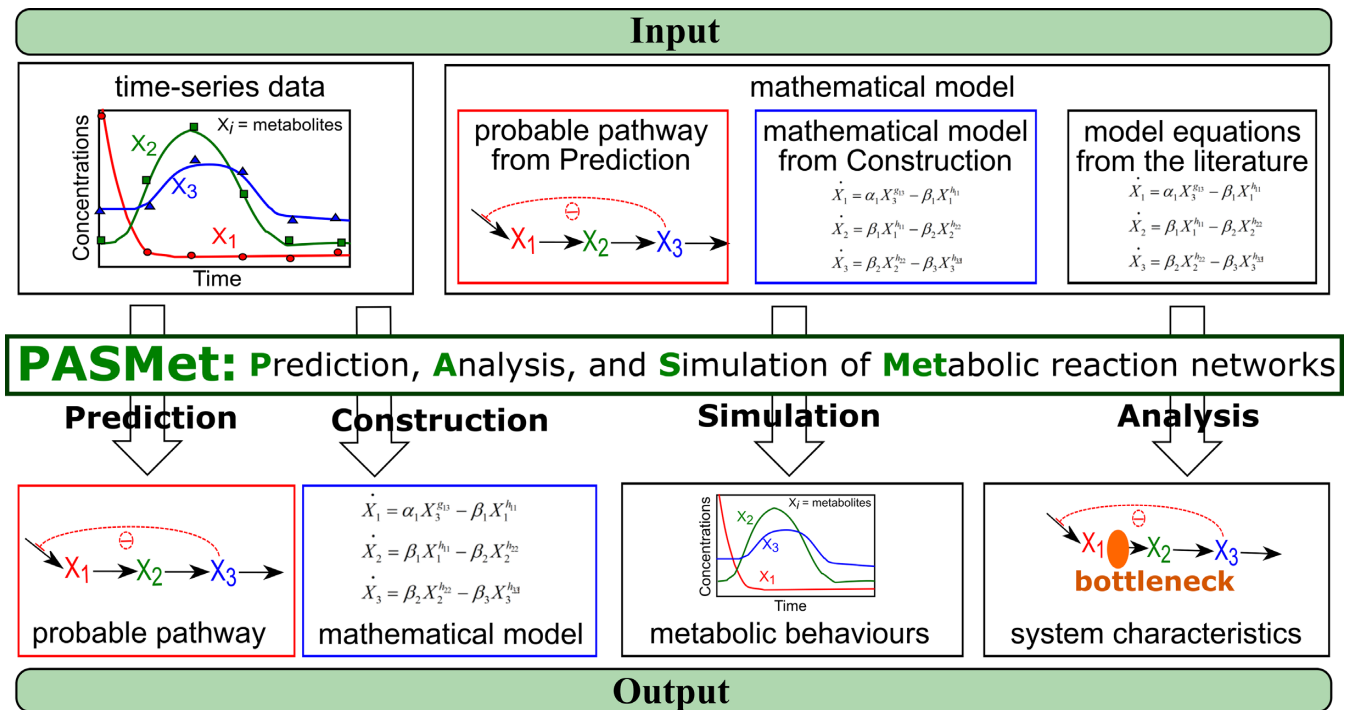 Input
time-series data
Concentrations
Xi = metabolites
X2
X3
X1
Time
mathematical model
probable pathway
from Prediction
X1
X2
X3
mathematical model
from Construction
Ẋ1 = α1X3^g13 − β1X1^h11
Ẋ2 = β1X1^h11 − β2X2^h22
Ẋ3 = β2X2^h22 − β3X3^h33
model equations
from the literature
Ẋ1 = α1X3^g13 − β1X1^h11
Ẋ2 = β1X1^h11 − β2X2^h22
Ẋ3 = β2X2^h22 − β3X3^h33
PASMet: Prediction, Analysis, and Simulation of Metabolic reaction networks
Prediction
Construction
Simulation
Analysis
X1
X2
X3
probable pathway
Ẋ1 = α1X3^g13 − β1X1^h11
Ẋ2 = β1X1^h11 − β2X2^h22
Ẋ3 = β2X2^h22 − β3X3^h33
mathematical model
Concentrations
Xi = metabolites
X2
X3
X1
Time
metabolic behaviours
X1
X2
X3
bottleneck
system characteristics
Output